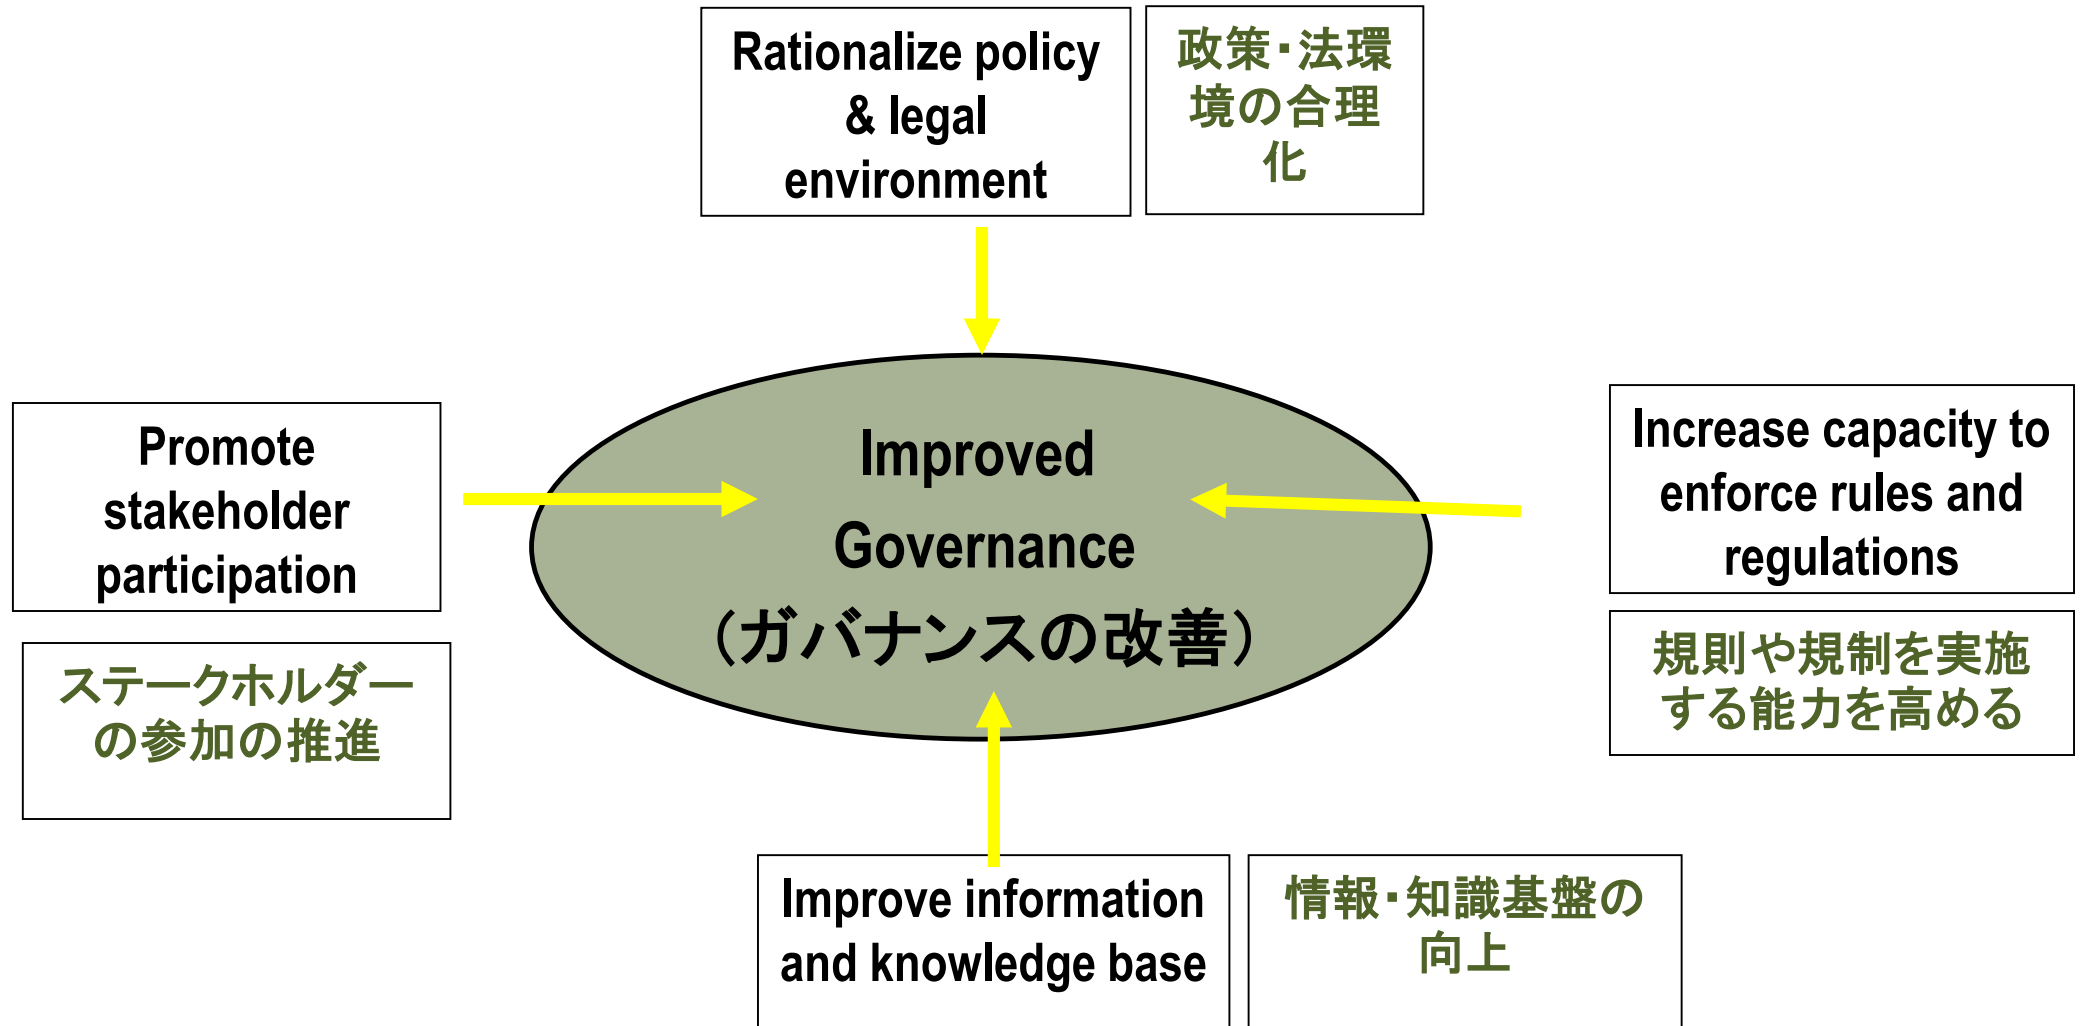 Rationalize policy
& legal
environment
政策・法環
境の合理
化
Promote
stakeholder
participation
ステークホルダー
の参加の推進
Improved
Governance
（ガバナンスの改善）
Increase capacity to
enforce rules and
regulations
規則や規制を実施
する能力を高める
Improve information
and knowledge base
情報・知識基盤の
向上